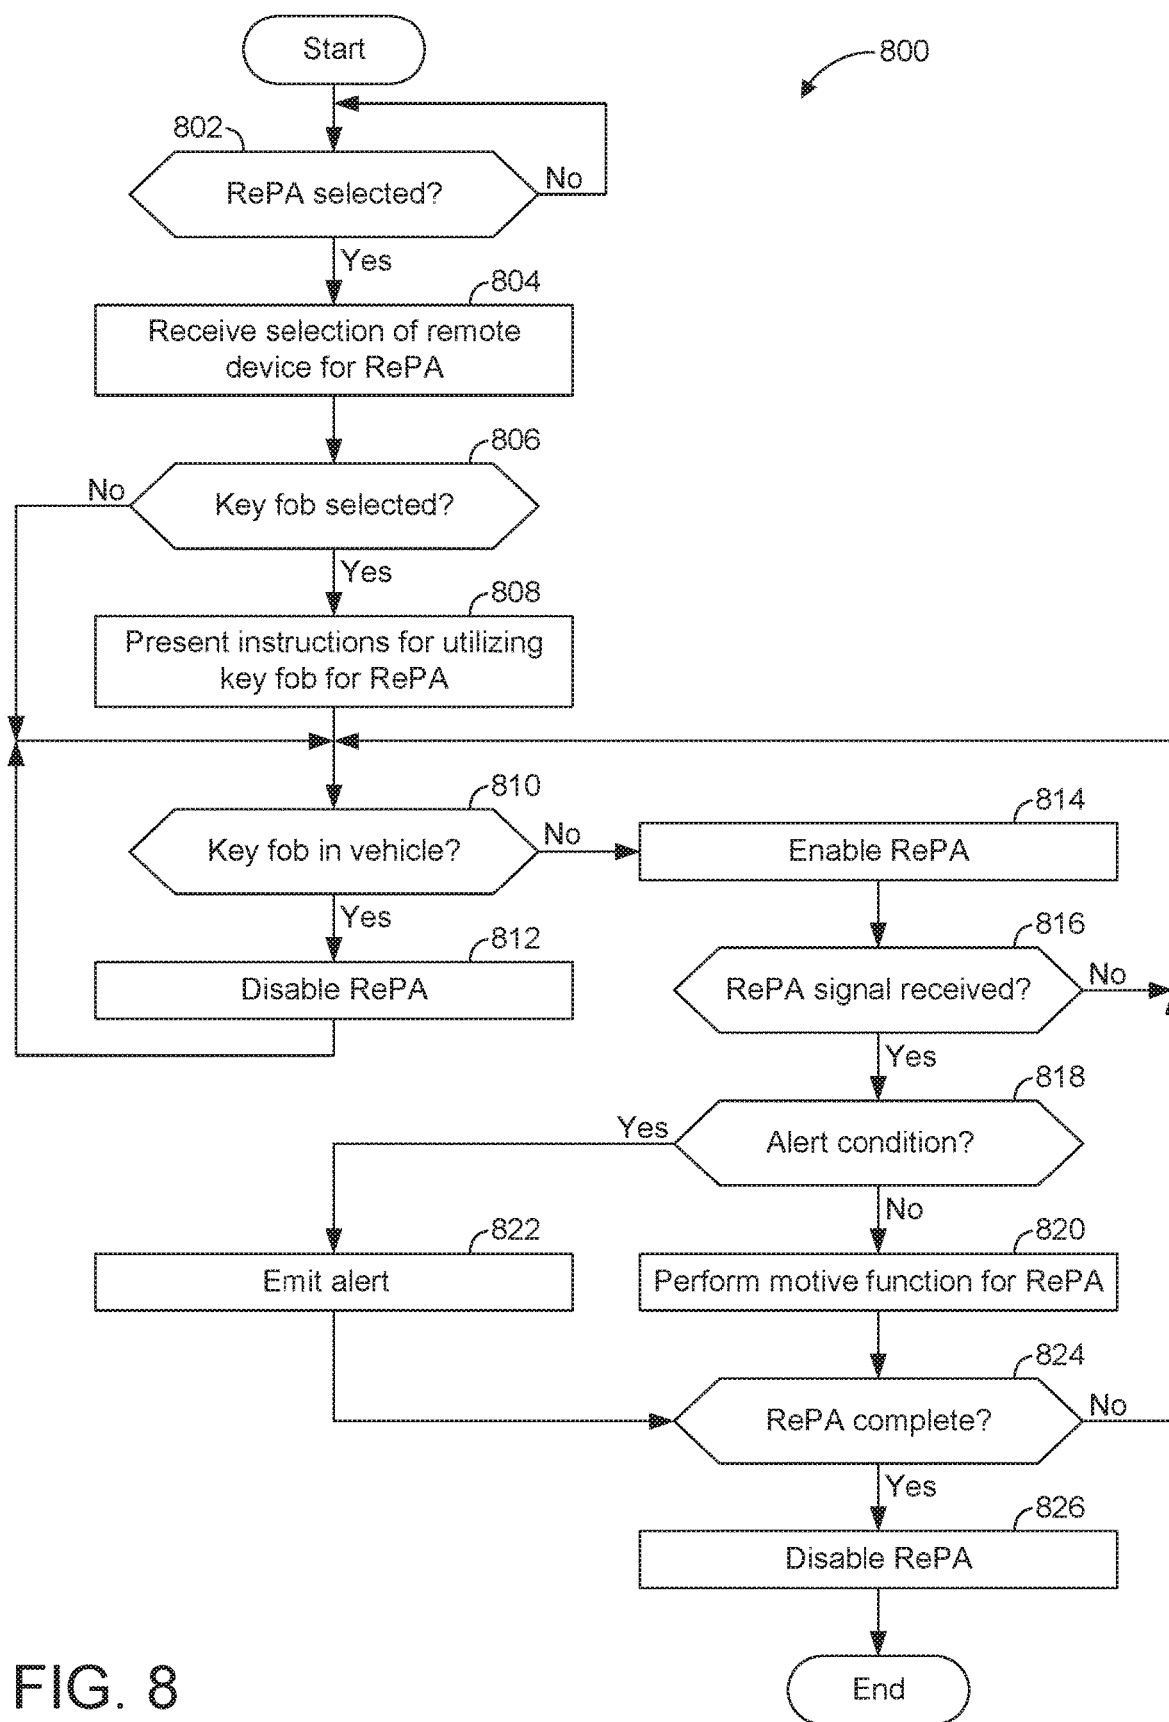 Start
800
802
RePA selected?
No
Yes
804
Receive selection of remote
device for RePA
806
No
Key fob selected?
Yes
808
Present instructions for utilizing
key fob for RePA
810
Key fob in vehicle?
No
814
Enable RePA
Yes
812
Disable RePA
816
RePA signal received?
No
Yes
818
Yes
Alert condition?
No
822
Emit alert
820
Perform motive function for RePA
824
RePA complete?
No
Yes
826
Disable RePA
End
FIG. 8